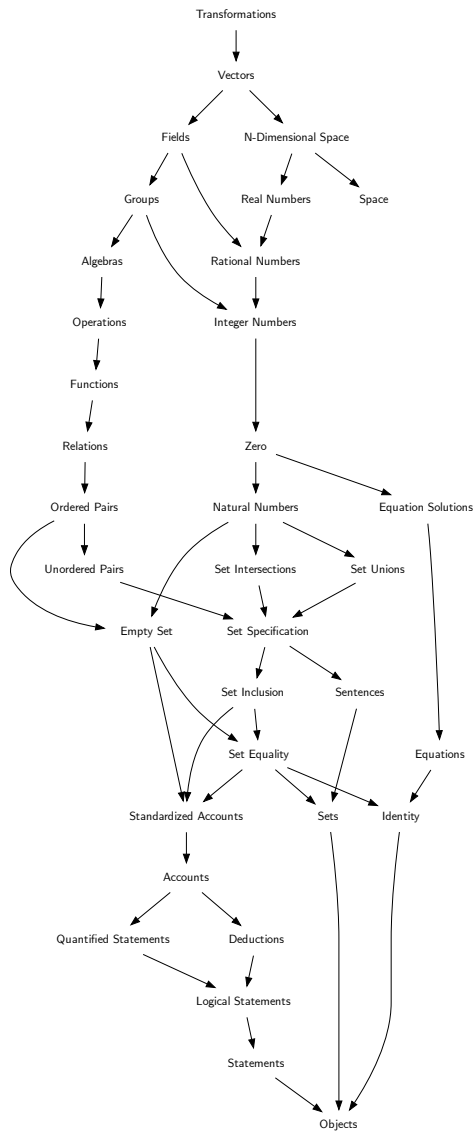 Transformations
Vectors
Fields
N-Dimensional Space
Groups
Real Numbers
Space
Algebras
Rational Numbers
Operations
Integer Numbers
Functions
Relations
Zero
Ordered Pairs
Natural Numbers
Equation Solutions
Unordered Pairs
Set Intersections
Set Unions
Empty Set
Set Specification
Set Inclusion
Sentences
Set Equality
Equations
Standardized Accounts
Sets
Identity
Accounts
Quantified Statements
Deductions
Logical Statements
Statements
Objects